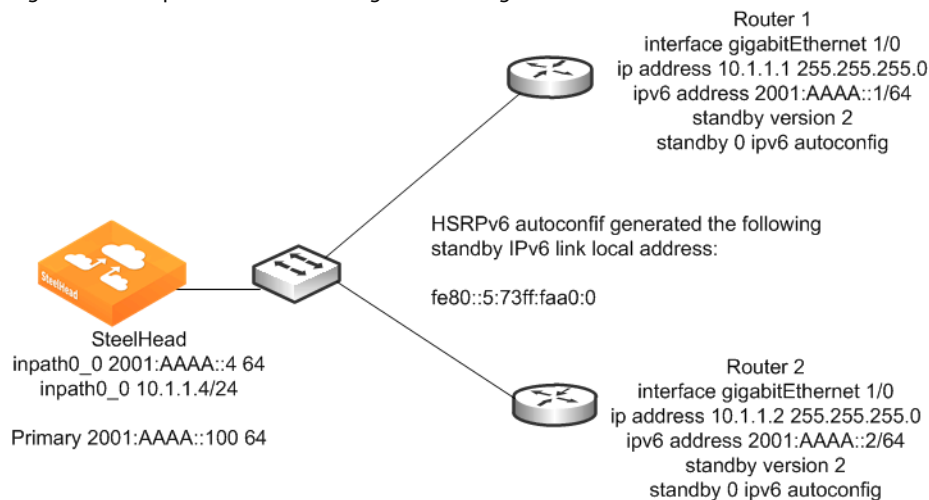 Router 1
interface gigabitEthernet 1/0
ip address 10.1.1.1 255.255.255.0
ipv6 address 2001:AAAA::1/64
standby version 2
standby 0 ipv6 autoconfig
HSRPv6 autoconfif generated the following
standby IPv6 link local address:
fe80::5:73ff:faa0:0
SteelHead
SteelHead
inpath0_0 2001:AAAA::4 64
inpath0_0 10.1.1.4/24
Primary 2001:AAAA::100 64
Router 2
interface gigabitEthernet 1/0
ip address 10.1.1.2 255.255.255.0
ipv6 address 2001:AAAA::2/64
standby version 2
standby 0 ipv6 autoconfig